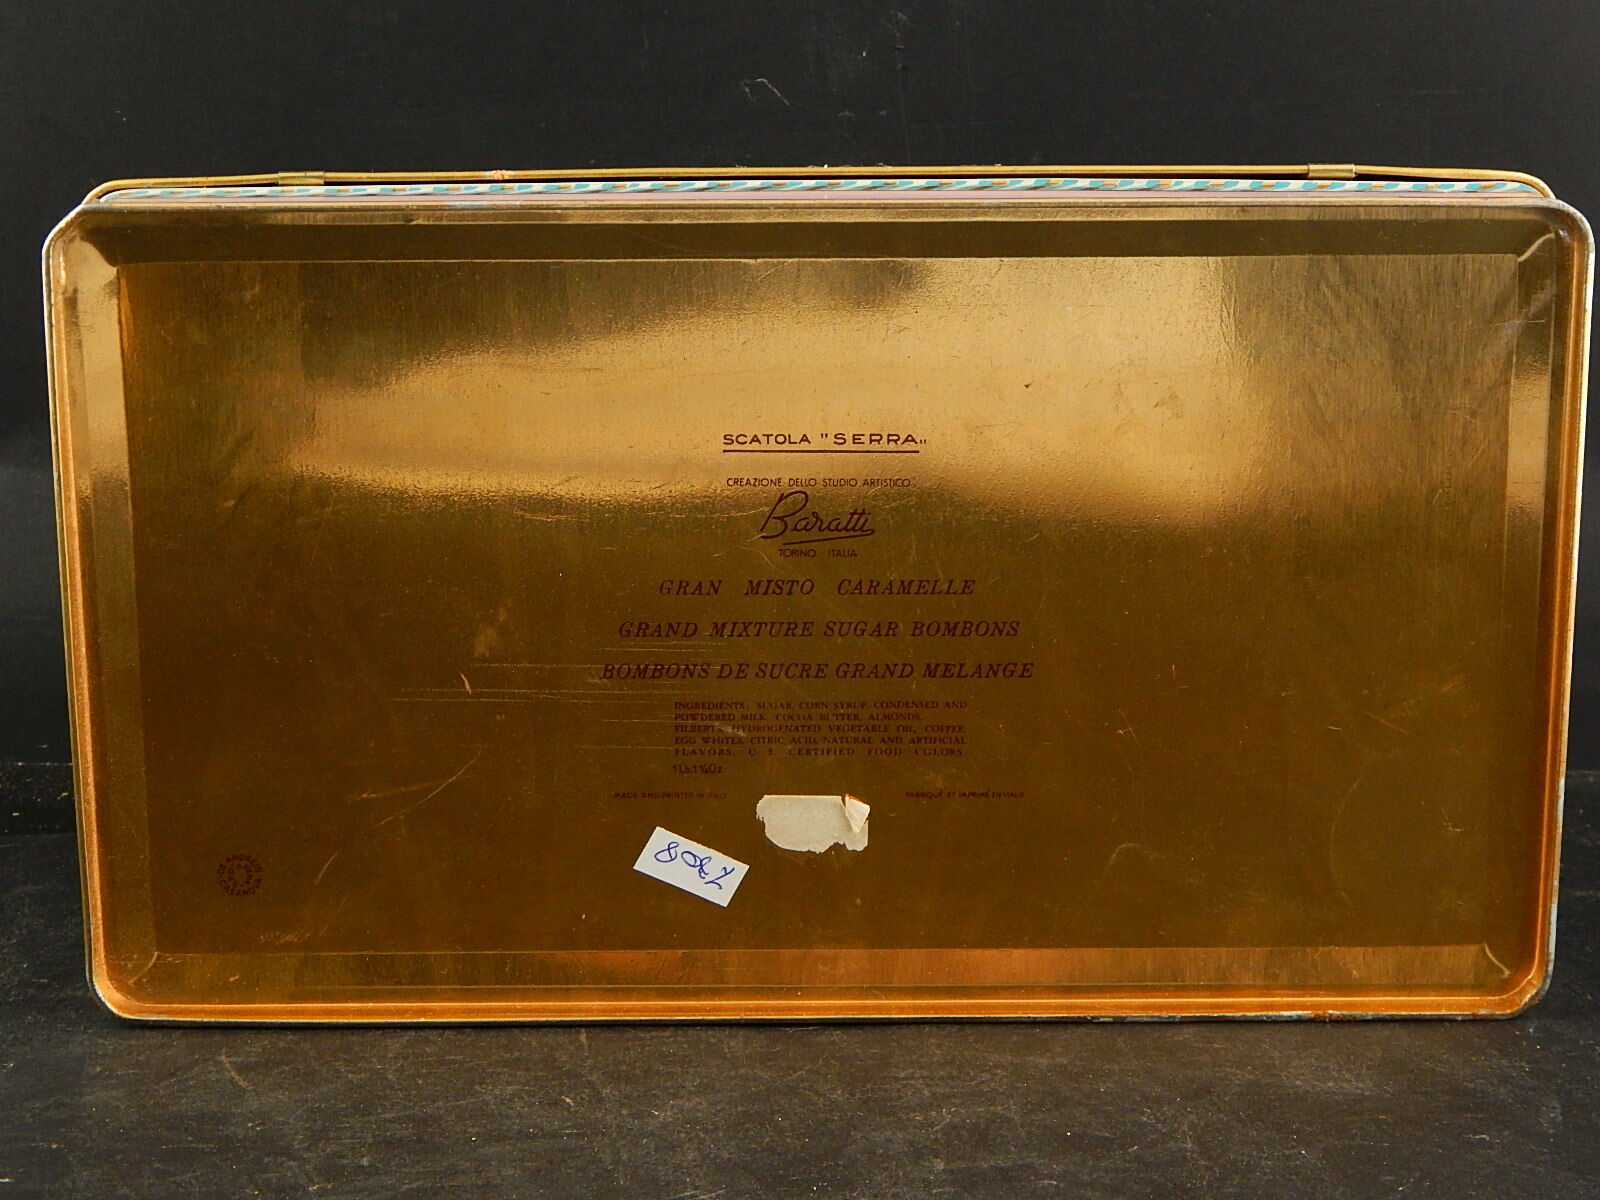 SCATOLA "SERRA"
CREAZIONE DELLO STUDIO ARTISTICO
Baratti
TORINO - ITALIA
GRAN MISTO CARAMELLE
GRAND MIXTURE SUGAR BOMBONS
BOMBONS DE SUCRE GRAND MELANGE
INGREDIENTS: SUGAR, CORN SYRUP, CONDENSED AND
POWDERED MILK, COCOA BUTTER, ALMONDS,
FILBERTS, HYDROGENATED VEGETABLE OIL, COFFEE,
EGG WHITES, CITRIC ACID, NATURAL AND ARTIFICIAL
FLAVORS, U. S. CERTIFIED FOOD COLORS.
MADE AND PRINTED IN ITALY
FABRIQUÉ ET IMPRIMÉ EN ITALIE
DE ANDREIS
CASANOVA